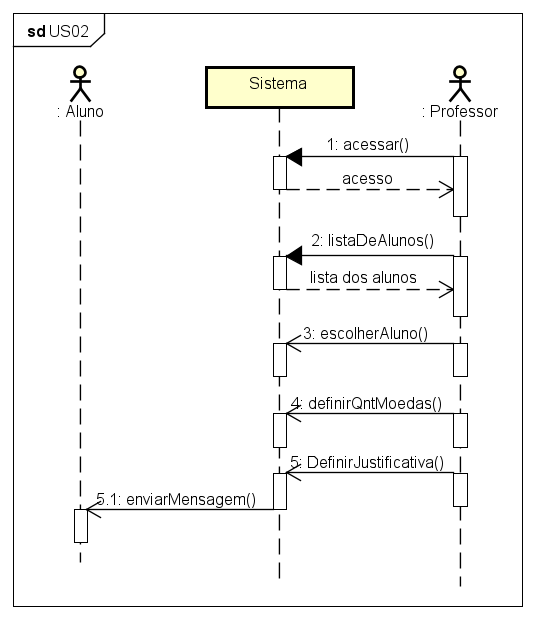 sd US02
: Aluno
Sistema
: Professor
1: acessar()
acesso
2: listaDeAlunos()
lista dos alunos
3: escolherAluno()
4: definirQntMoedas()
5: DefinirJustificativa()
5.1: enviarMensagem()